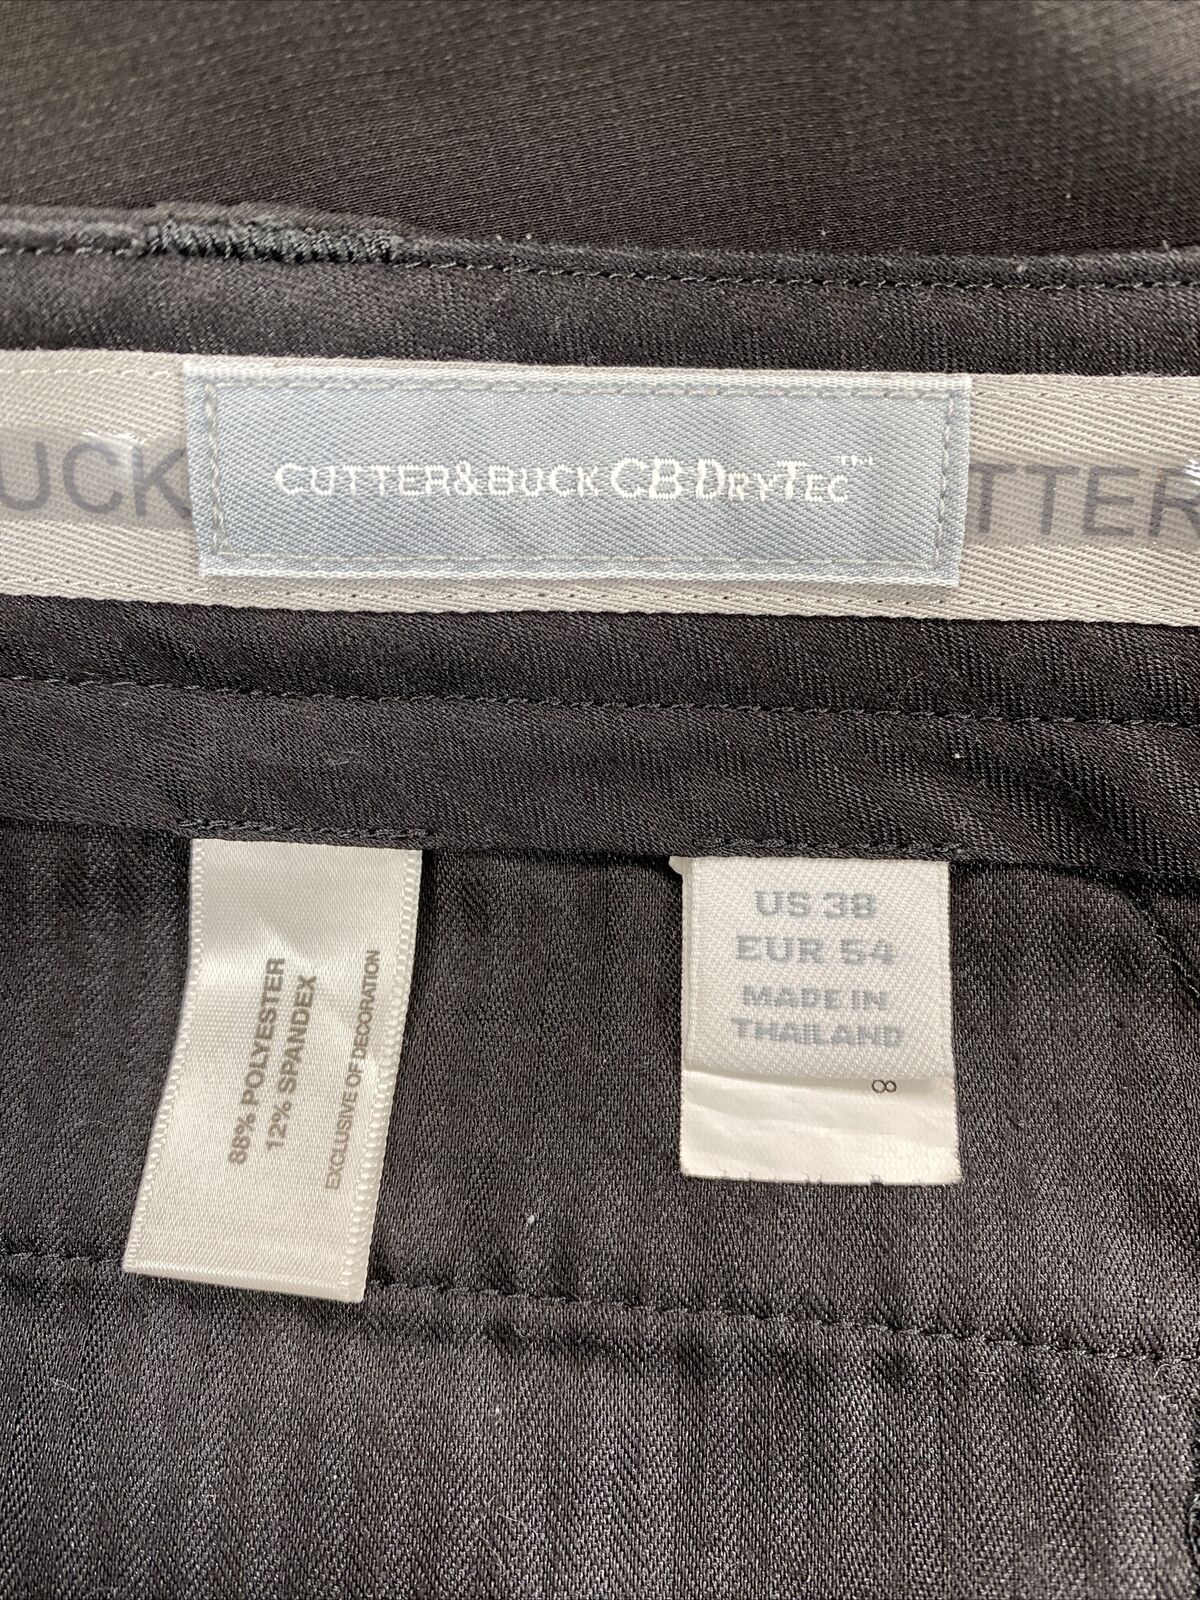 UCK
CUTTER&BUCK CB DRYTEC™
TTER
88% POLYESTER
12% SPANDEX
EXCLUSIVE OF DECORATION
US 38
EUR 54
MADE IN
THAILAND
8